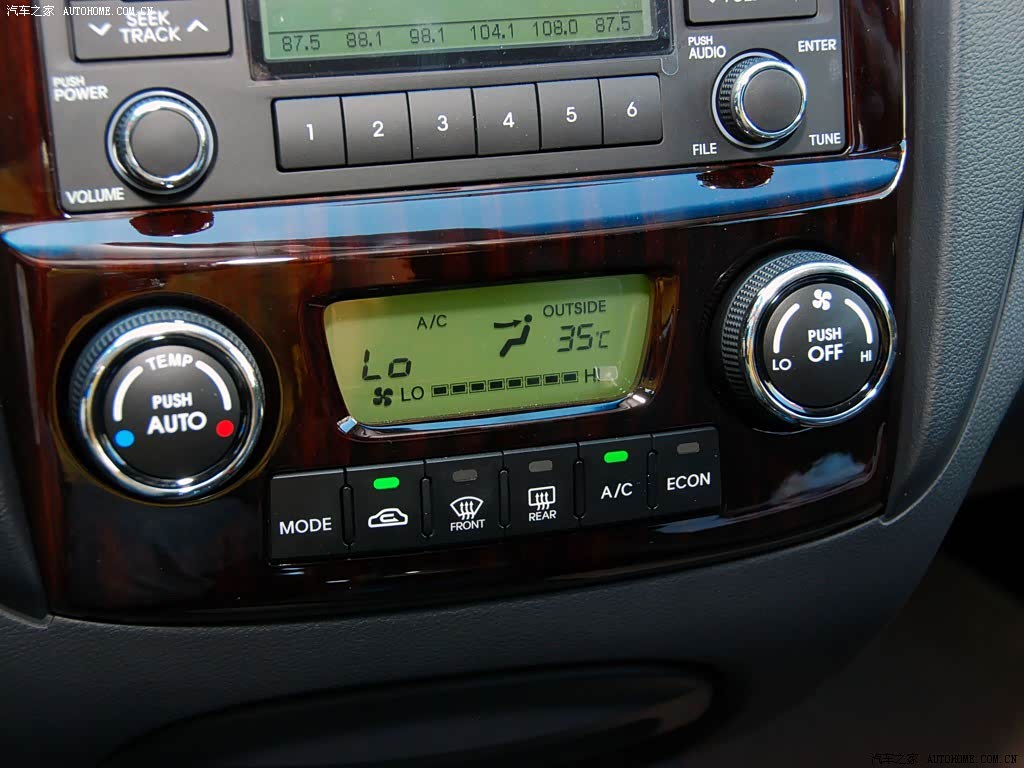 汽车之家 AUTOHOME.COM.CN
SEEK
TRACK
87.5 88.1 98.1 104.1 108.0 87.5
PUSH
POWER
VOLUME
1 2 3 4 5 6
PUSH
AUDIO
ENTER
FILE
TUNE
TEMP
PUSH
AUTO
A/C
OUTSIDE
35℃
Lo
LO
HI
PUSH
OFF
LO
HI
MODE
FRONT
REAR
A/C
ECON
汽车之家 AUTOHOME.COM.CN